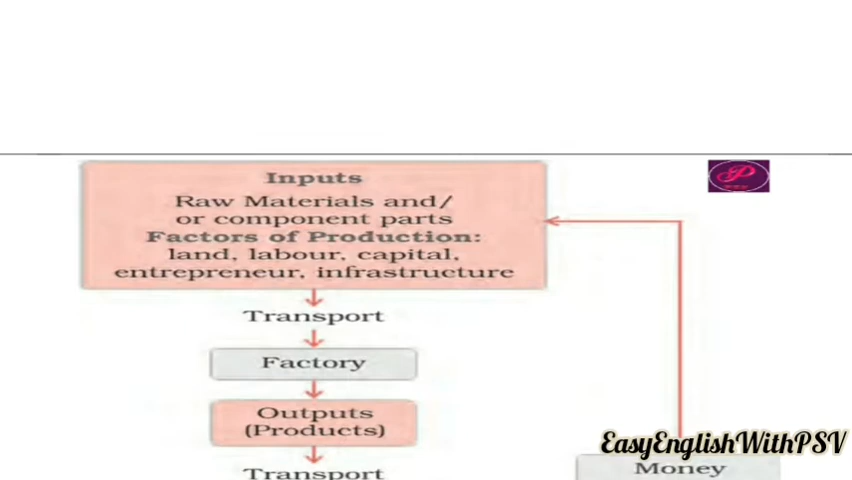 Inputs
Raw Materials and/
or component parts
Factors of Production:
land, labour, capital,
entrepreneur, infrastructure
Transport
Factory
Outputs
(Products)
Transport
Money
EasyEnglishWithPSV